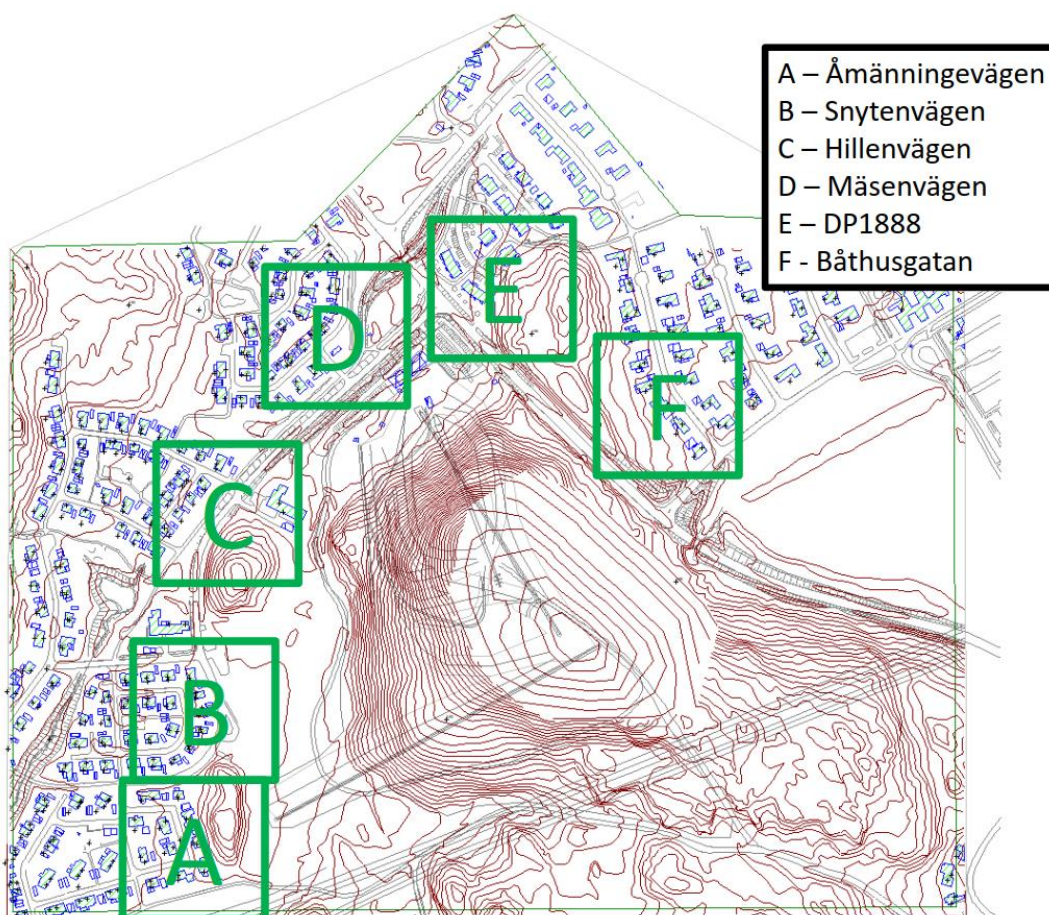 A – Åmänningevägen
B – Snytenvägen
C – Hillenvägen
D – Mäsenvägen
E – DP1888
F - Båthusgatan
E
D
F
C
B
A